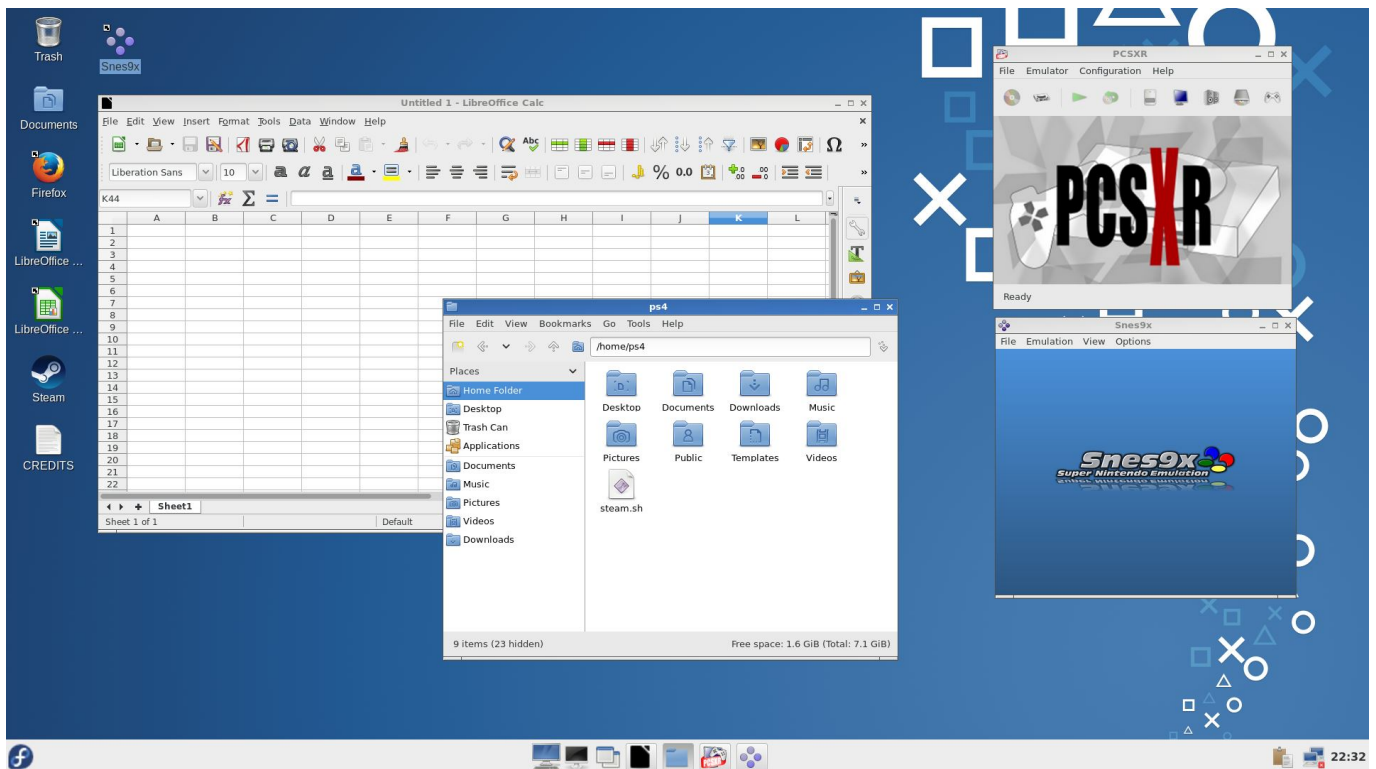 Trash
Snes9x
Documents
Firefox
LibreOffice ...
LibreOffice ...
Steam
CREDITS
Untitled 1 - LibreOffice Calc
File Edit View Insert Format Tools Data Window Help
Liberation Sans 10 a a a a % 0.0
K44
A B C D E F G H I J K L
1
2
3
4
5
6
7
8
9
10
11
12
13
14
15
16
17
18
19
20
21
22
Sheet1
Sheet 1 of 1 Default
ps4
File Edit View Bookmarks Go Tools Help
/home/ps4
Places
Home Folder
Desktop
Trash Can
Applications
Documents
Music
Pictures
Videos
Downloads
Desktop Documents Downloads Music
Pictures Public Templates Videos
steam.sh
9 items (23 hidden) Free space: 1.6 GiB (Total: 7.1 GiB)
PCSXR
File Emulator Configuration Help
PCSXR
Ready
Snes9x
File Emulation View Options
Snes9x
Super Nintendo Emulation
22:32